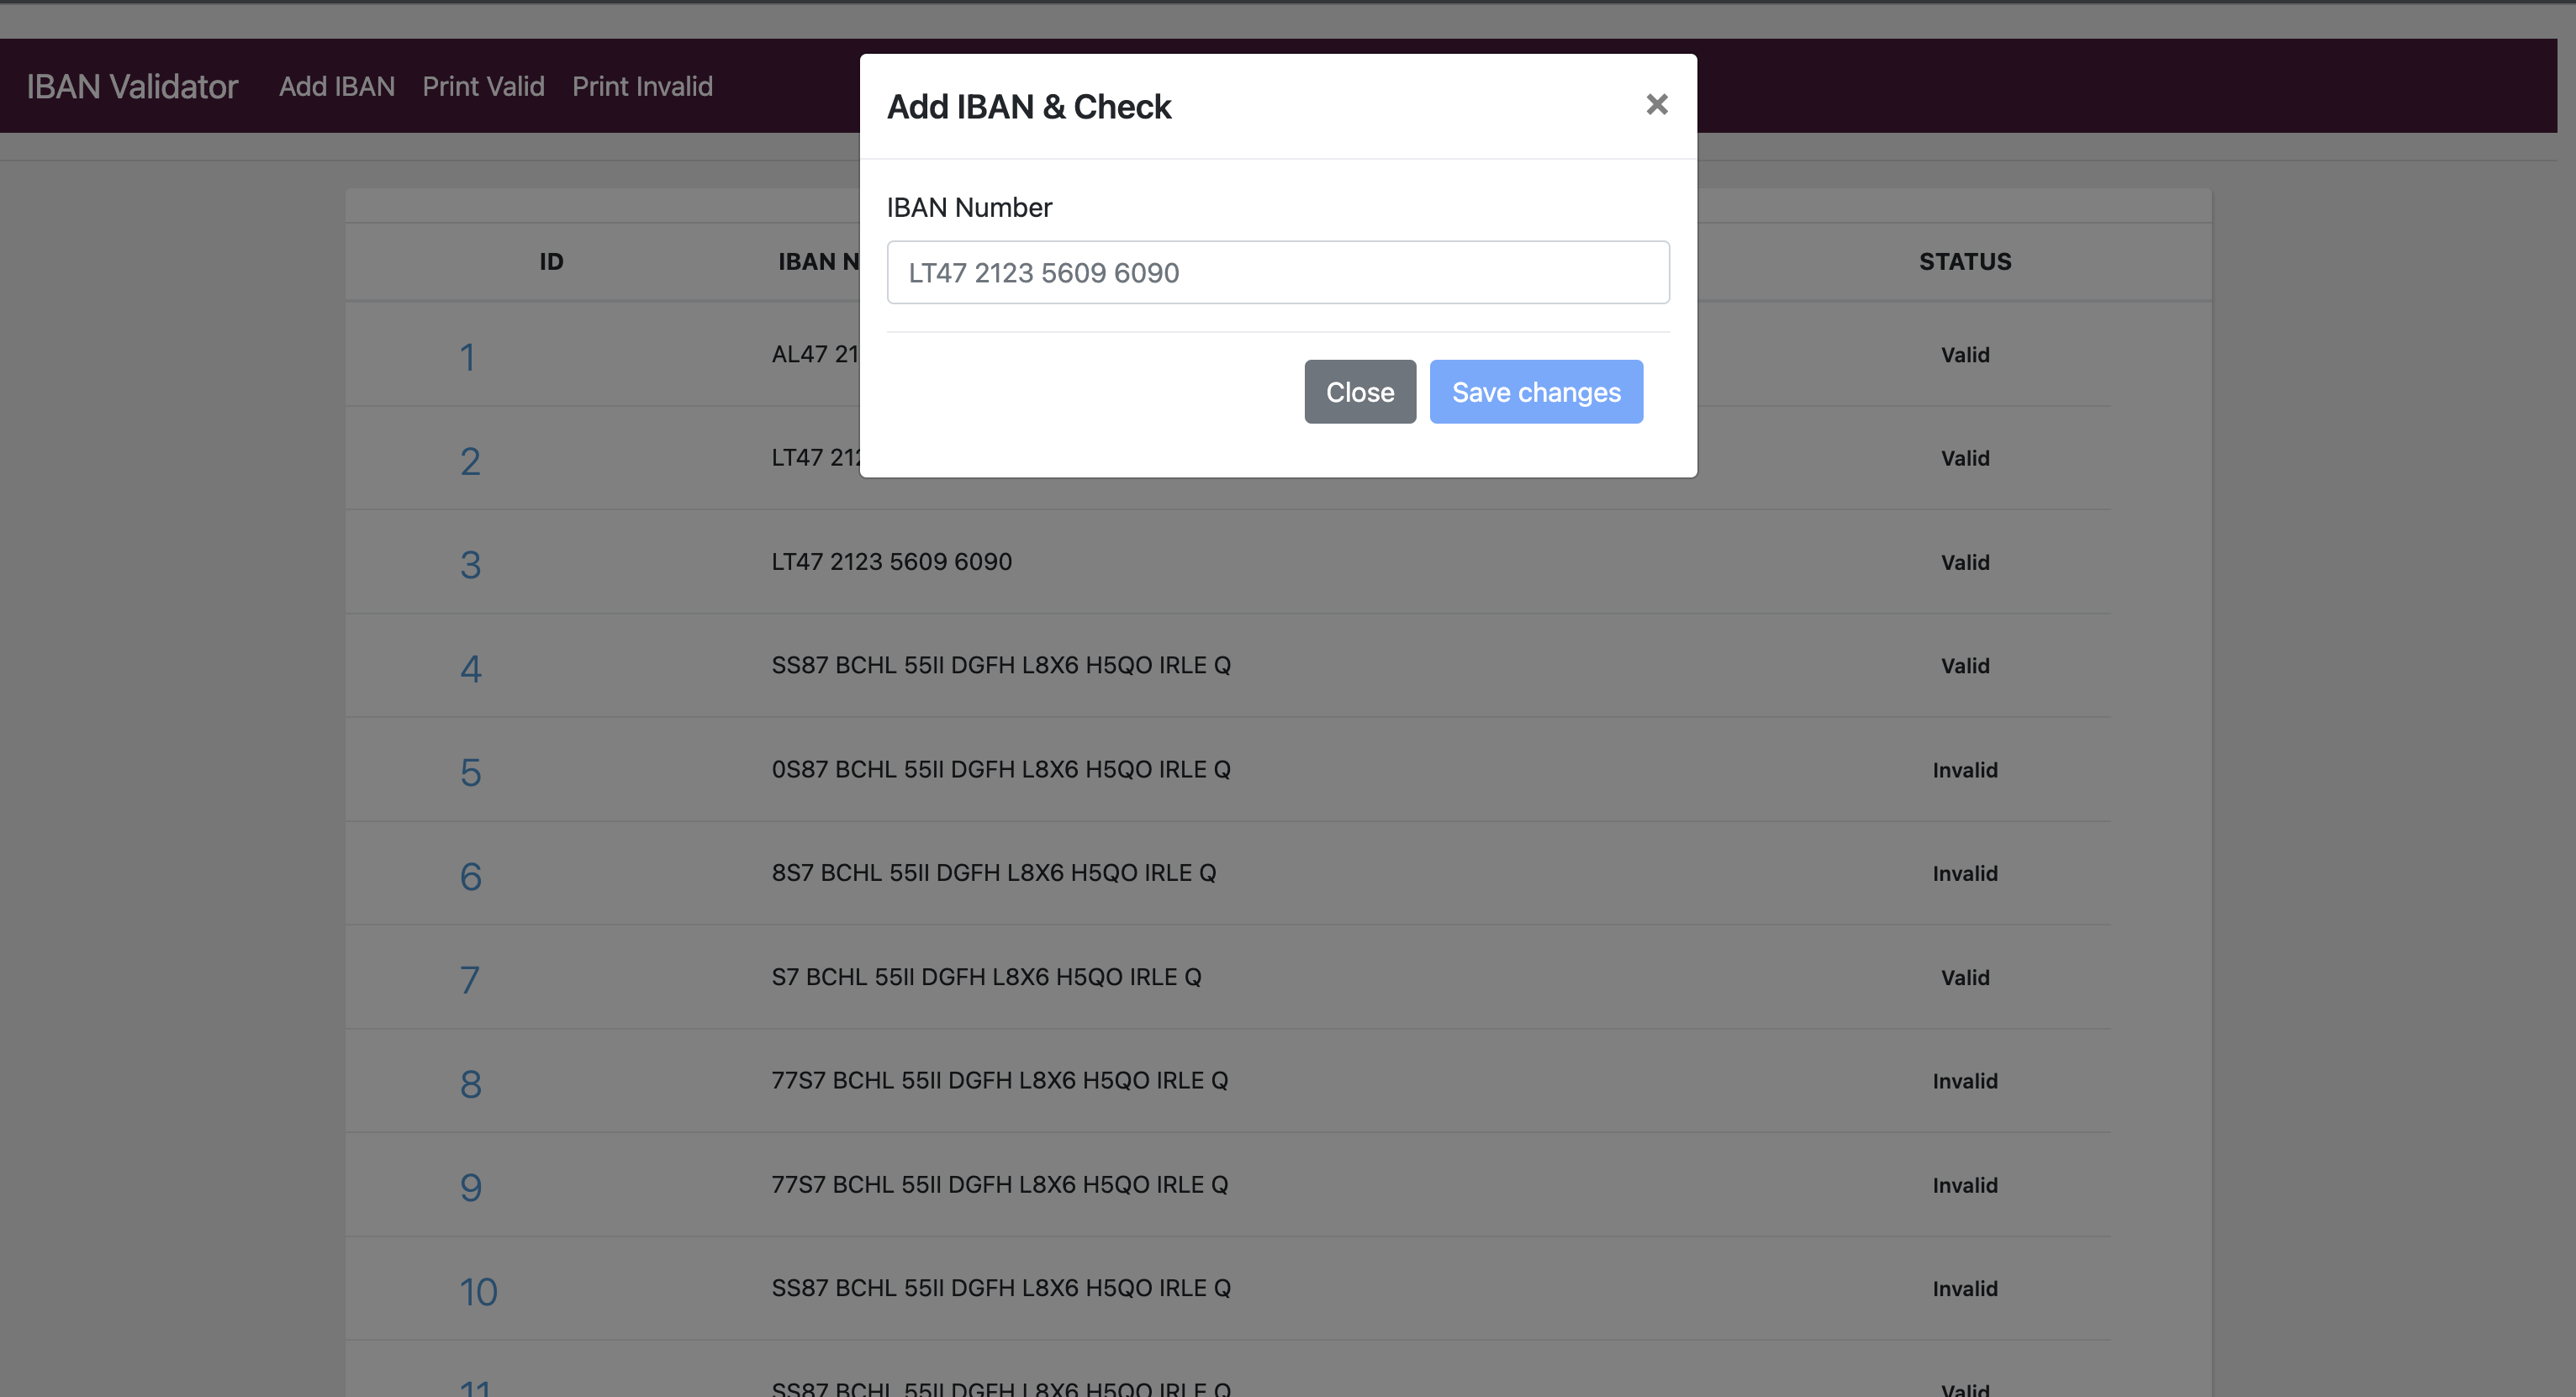 IBAN Validator Add IBAN Print Valid Print Invalid
Add IBAN & Check ×
IBAN Number
LT47 2123 5609 6090
Close Save changes
ID IBAN N STATUS
1 AL47 21 Valid
2 LT47 212 Valid
3 LT47 2123 5609 6090 Valid
4 SS87 BCHL 55II DGFH L8X6 H5QO IRLE Q Valid
5 0S87 BCHL 55II DGFH L8X6 H5QO IRLE Q Invalid
6 8S7 BCHL 55II DGFH L8X6 H5QO IRLE Q Invalid
7 S7 BCHL 55II DGFH L8X6 H5QO IRLE Q Valid
8 77S7 BCHL 55II DGFH L8X6 H5QO IRLE Q Invalid
9 77S7 BCHL 55II DGFH L8X6 H5QO IRLE Q Invalid
10 SS87 BCHL 55II DGFH L8X6 H5QO IRLE Q Invalid
11 SS87 BCHL 55II DGFH L8X6 H5QO IRLE Q Valid